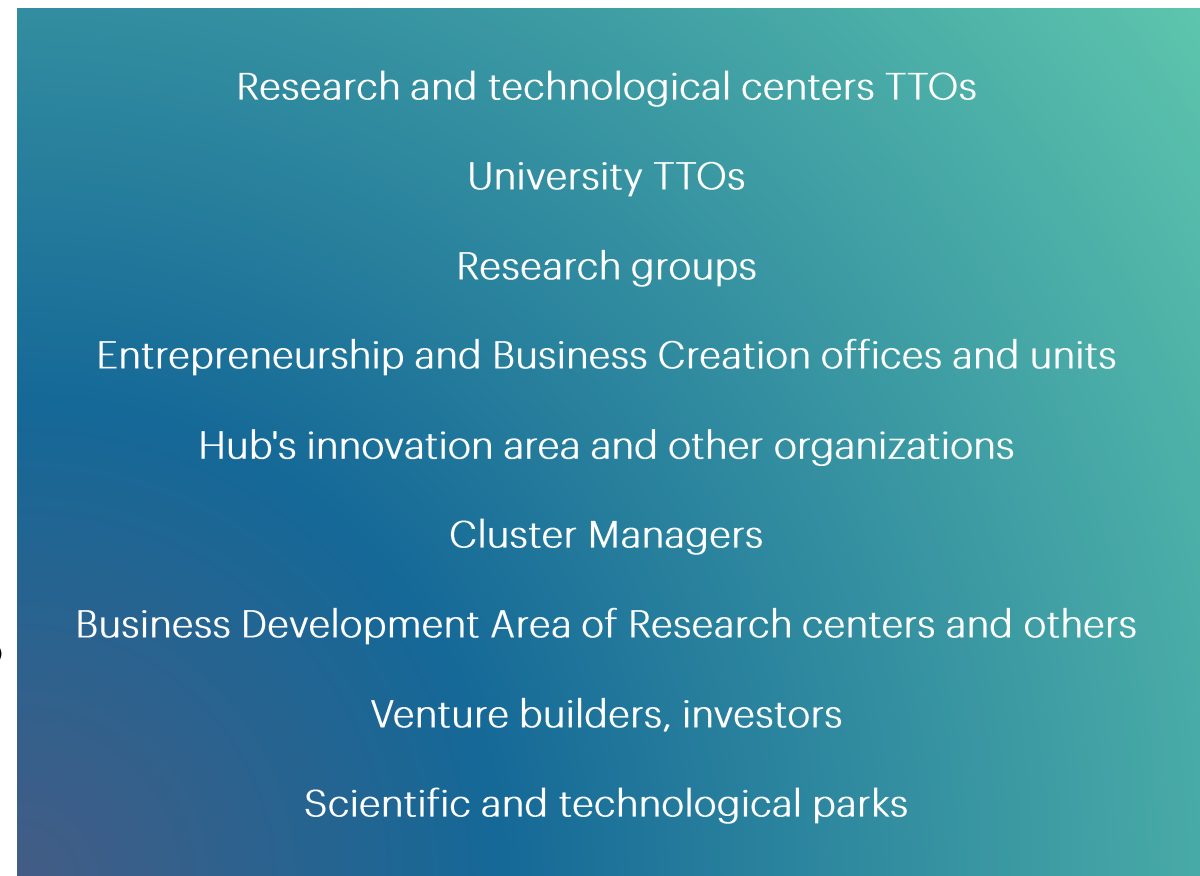 Research and technological centers TTOs
University TTOs
Research groups
Entrepreneurship and Business Creation offices and units
Hub's innovation area and other organizations
Cluster Managers
Business Development Area of Research centers and others
Venture builders, investors
Scientific and technological parks